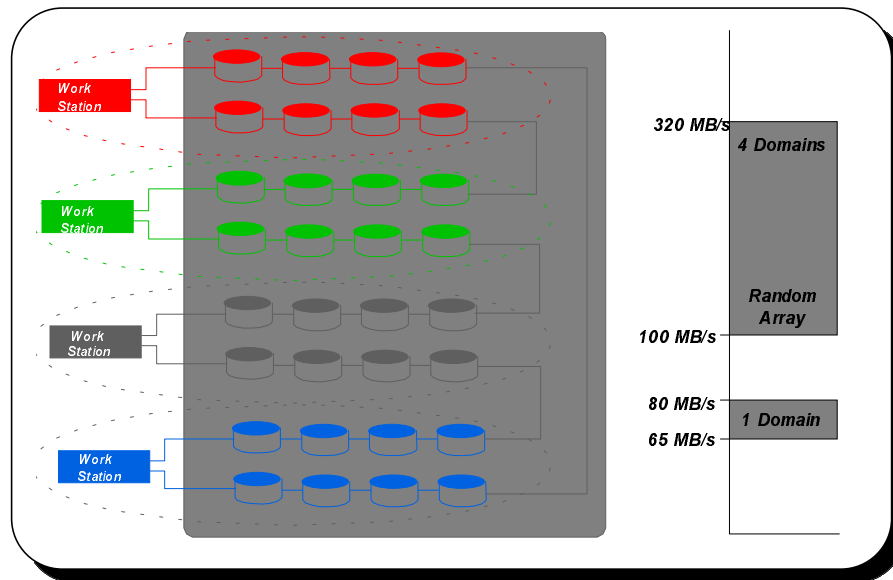 Work
Station
Work
Station
Work
Station
Work
Station
320 MB/s
4 Domains
Random
Array
100 MB/s
80 MB/s
1 Domain
65 MB/s